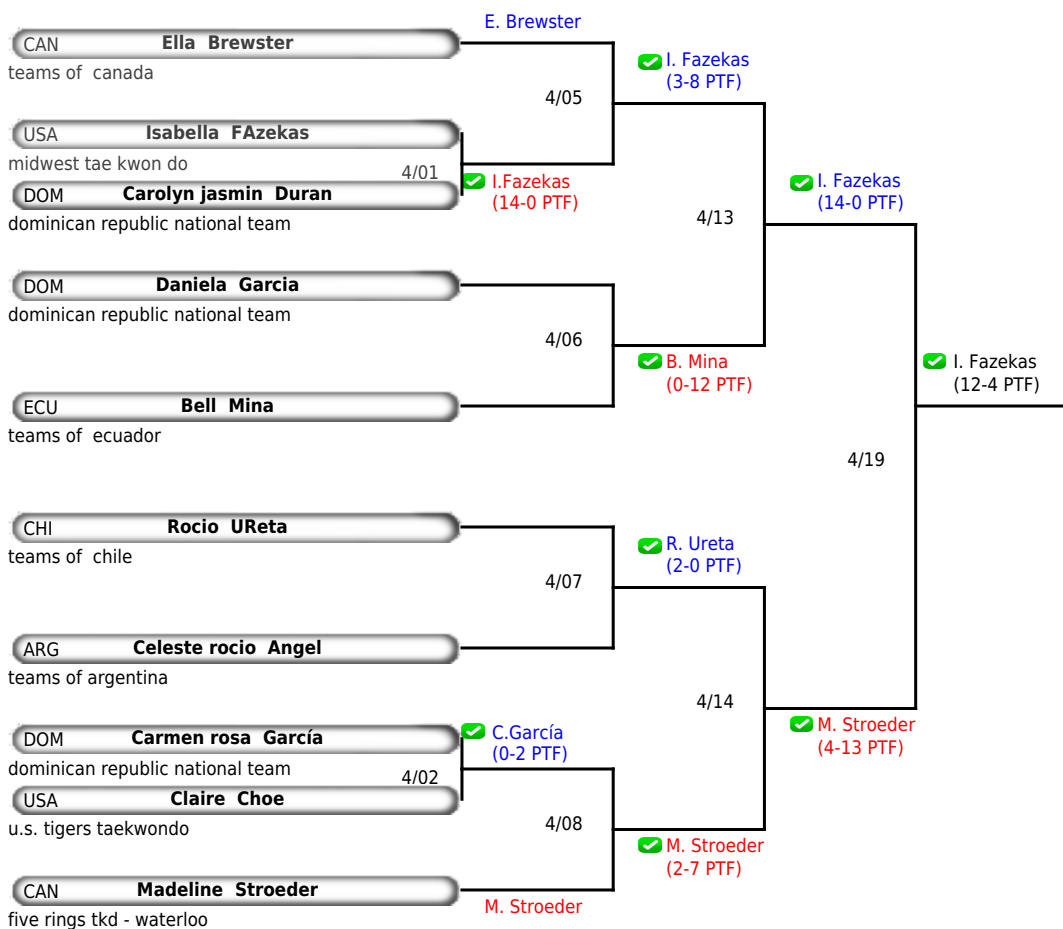 E. Brewster
CAN Ella Brewster
teams of canada
I. Fazekas
(3-8 PTF)
4/05
USA Isabella FAzekas
midwest tae kwon do
4/01
I.Fazekas
(14-0 PTF)
DOM Carolyn jasmin Duran
dominican republic national team
I. Fazekas
(14-0 PTF)
4/13
DOM Daniela Garcia
dominican republic national team
4/06
B. Mina
(0-12 PTF)
I. Fazekas
(12-4 PTF)
ECU Bell Mina
teams of ecuador
4/19
CHI Rocio UReta
teams of chile
R. Ureta
(2-0 PTF)
4/07
ARG Celeste rocio Angel
teams of argentina
4/14
M. Stroeder
(4-13 PTF)
DOM Carmen rosa García
dominican republic national team
C.García
(0-2 PTF)
4/02
USA Claire Choe
u.s. tigers taekwondo
4/08
M. Stroeder
(2-7 PTF)
CAN Madeline Stroeder
five rings tkd - waterloo
M. Stroeder